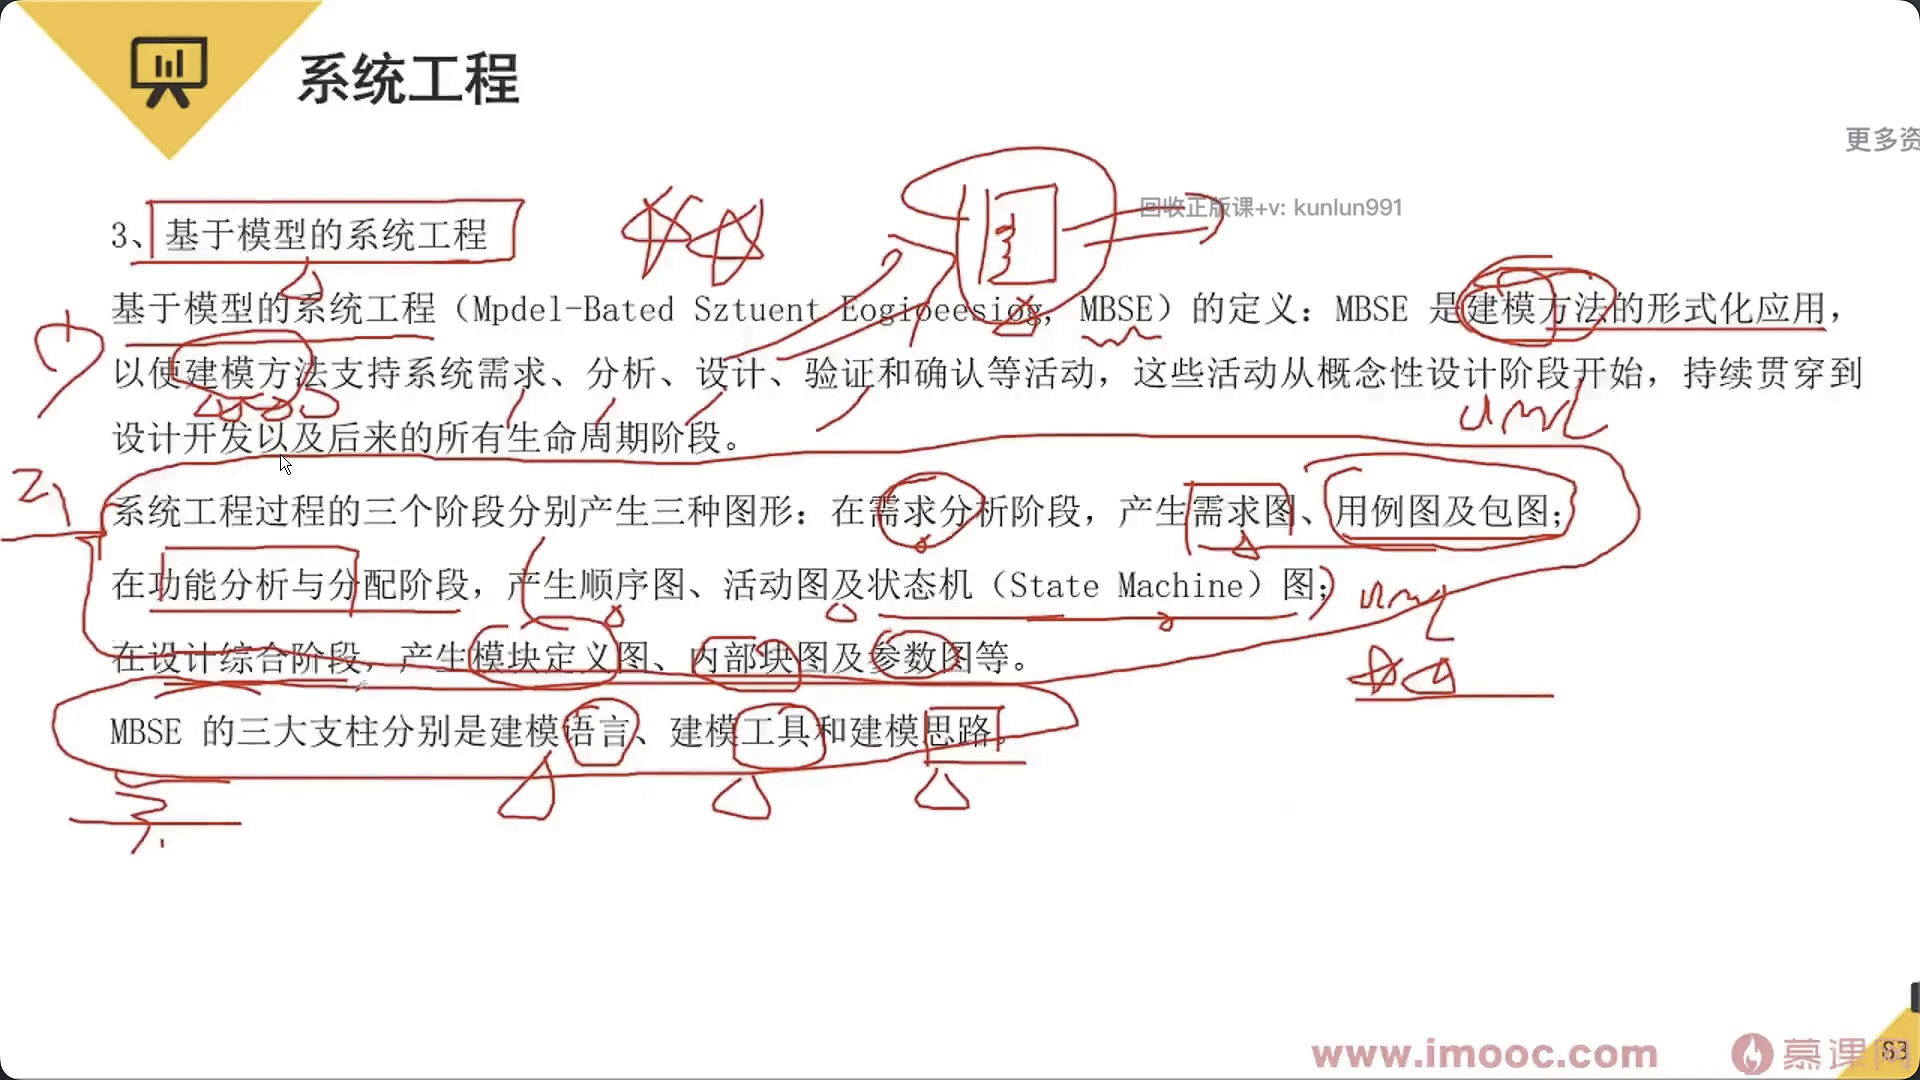 系统工程
更多资
回收正版课+v: kunlun991
3、基于模型的系统工程
基于模型的系统工程（Mpdel-Bated Sztuent Eogioeesiog, MBSE）的定义：MBSE 是建模方法的形式化应用，
以使建模方法支持系统需求、分析、设计、验证和确认等活动，这些活动从概念性设计阶段开始，持续贯穿到
uml
设计开发以及后来的所有生命周期阶段。
系统工程过程的三个阶段分别产生三种图形：在需求分析阶段，产生需求图、用例图及包图；
在功能分析与分配阶段，产生顺序图、活动图及状态机（State Machine）图；
uml
在设计综合阶段，产生模块定义图、内部块图及参数图等。
MBSE 的三大支柱分别是建模语言、建模工具和建模思路。
www.imooc.com
慕课网
83